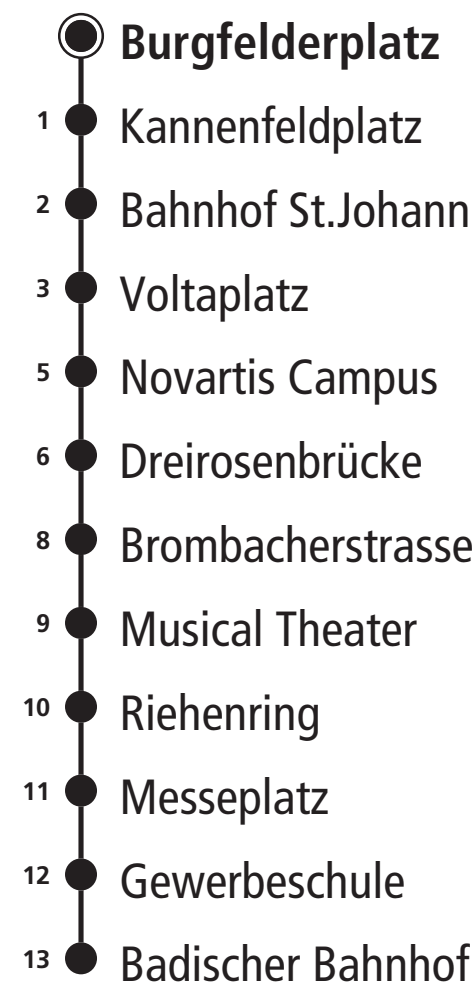 Burgfelderplatz
1 Kannenfeldplatz
2 Bahnhof St.Johann
3 Voltaplatz
5 Novartis Campus
6 Dreirosenbrücke
8 Brombacherstrasse
9 Musical Theater
10 Riehenring
11 Messeplatz
12 Gewerbeschule
13 Badischer Bahnhof